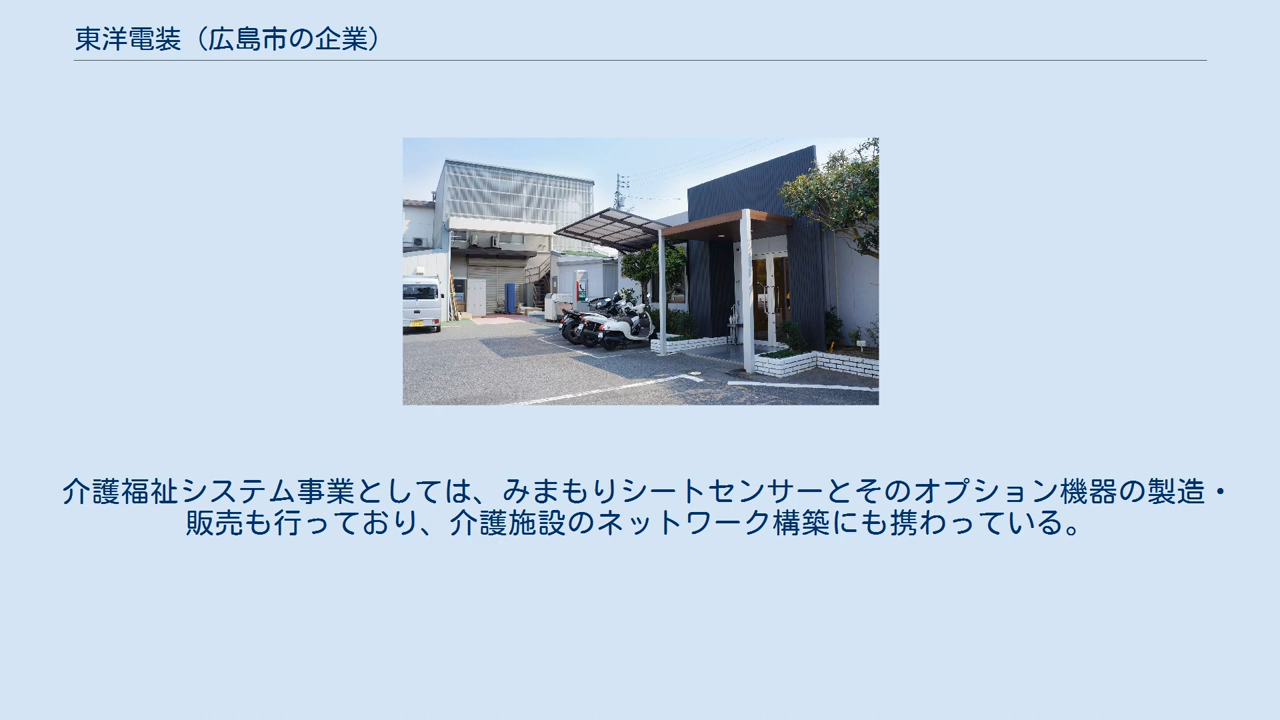 東洋電装（広島市の企業）
介護福祉システム事業としては、みまもりシートセンサーとそのオプション機器の製造・
販売も行っており、介護施設のネットワーク構築にも携わっている。